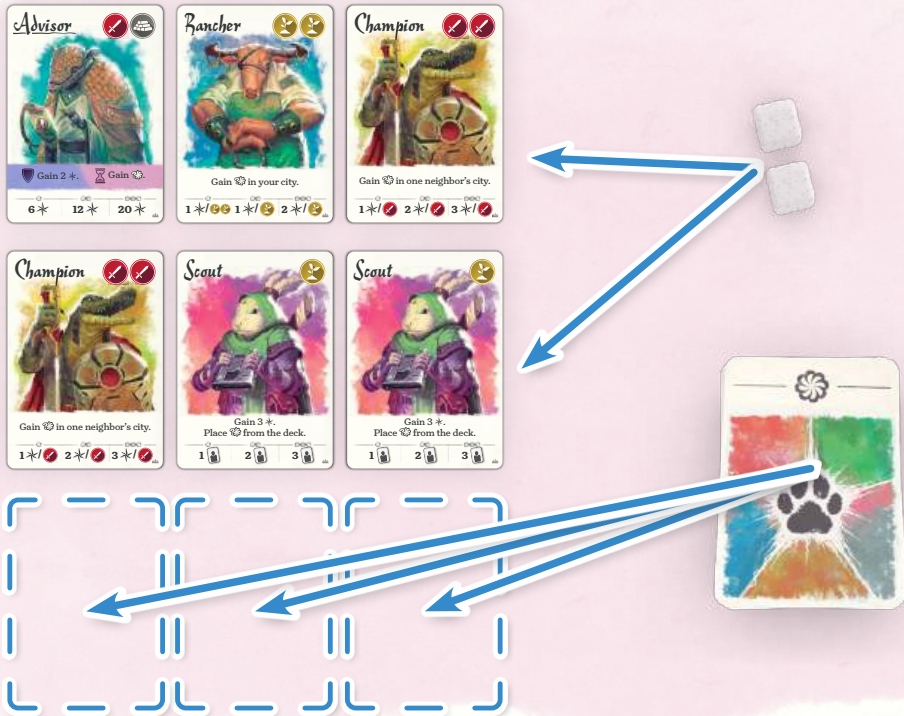 Advisor
Rancher
Champion
Gain 2
Gain
Gain in your city.
Gain in one neighbor's city.
6 12 20
1 / 1 / 2 /
1 / 2 / 3 /
Champion
Scout
Scout
Gain in one neighbor's city.
Gain 3 .
Place from the deck.
Gain 3 .
Place from the deck.
1 / 2 / 3 /
1 2 3
1 2 3